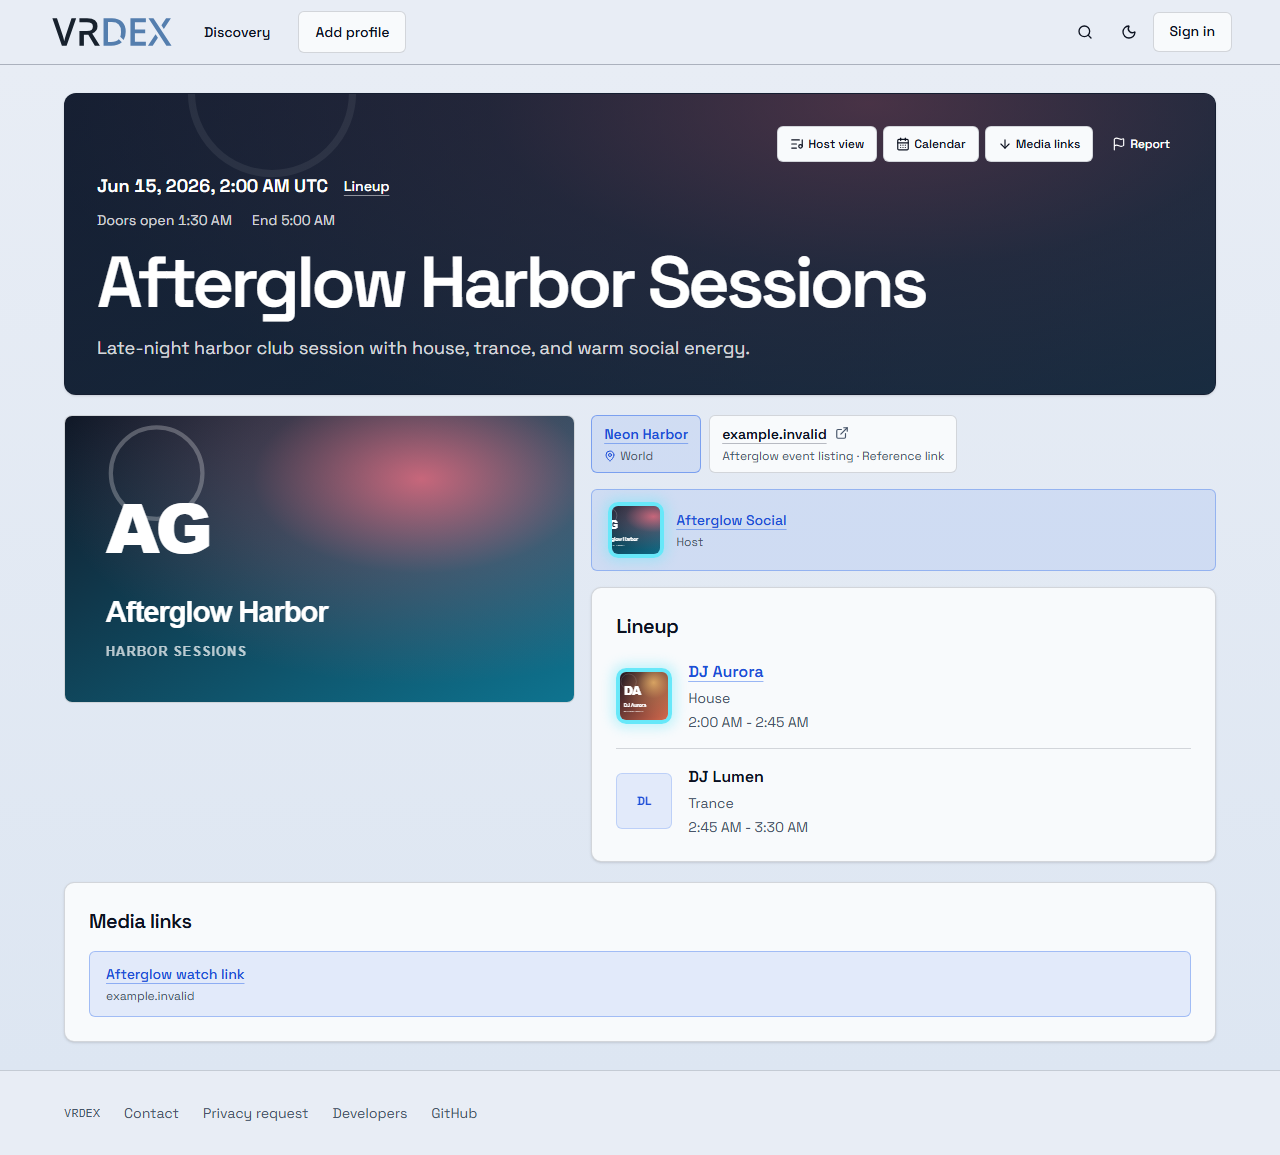 VRDEX
Discovery
Add profile
Sign in
Host view
Calendar
Media links
Report
Jun 15, 2026, 2:00 AM UTC
Lineup
Doors open 1:30 AM
End 5:00 AM
Afterglow Harbor Sessions
Late-night harbor club session with house, trance, and warm social energy.
AG
Afterglow Harbor
HARBOR SESSIONS
Neon Harbor
World
example.invalid
Afterglow event listing · Reference link
Afterglow Social
Host
Lineup
DA
DJ Aurora
DJ Aurora
House
2:00 AM - 2:45 AM
DL
DJ Lumen
Trance
2:45 AM - 3:30 AM
Media links
Afterglow watch link
example.invalid
VRDEX
Contact
Privacy request
Developers
GitHub